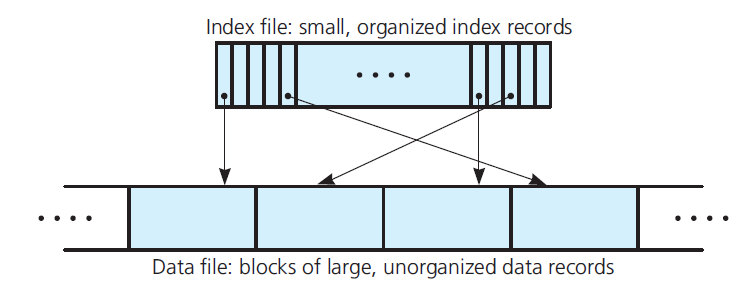 Index file: small, organized index records
Data file: blocks of large, unorganized data records